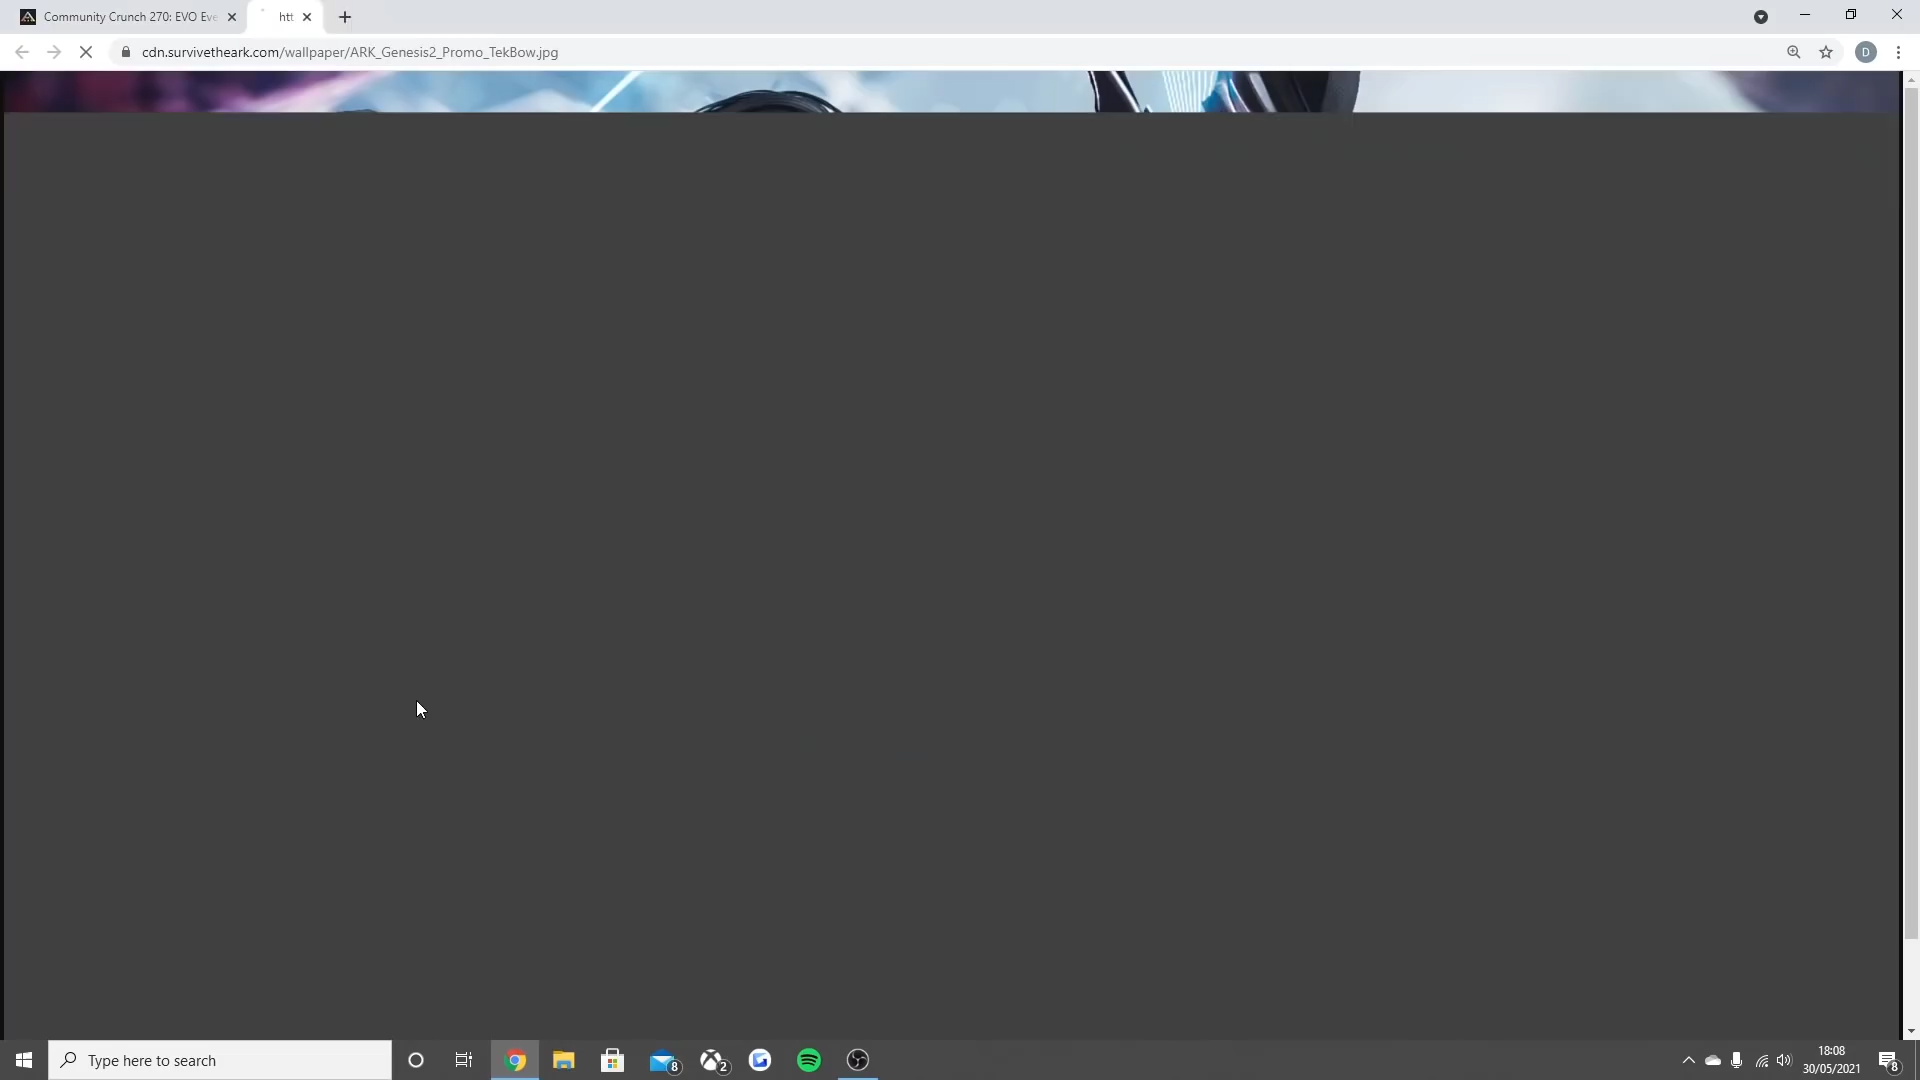 Community Crunch 270: EVO Eve
htt
cdn.survivetheark.com/wallpaper/ARK_Genesis2_Promo_TekBow.jpg
D
Type here to search
8
2
18:08
30/05/2021
8